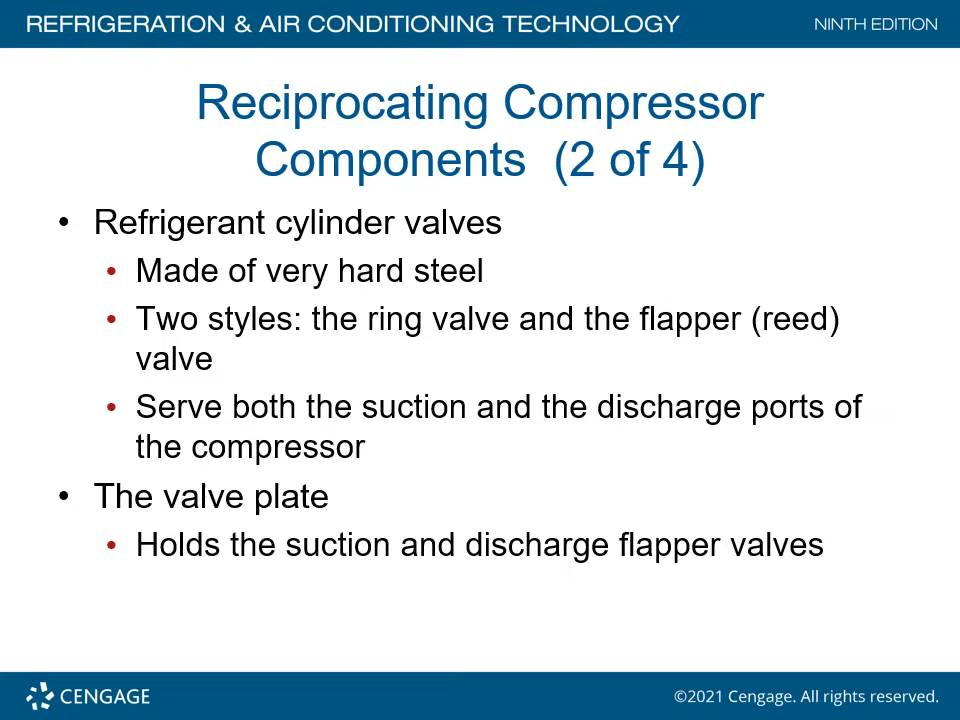 REFRIGERATION & AIR CONDITIONING TECHNOLOGY NINTH EDITION
Reciprocating Compressor
Components (2 of 4)
• Refrigerant cylinder valves
• Made of very hard steel
• Two styles: the ring valve and the flapper (reed)
valve
• Serve both the suction and the discharge ports of
the compressor
• The valve plate
• Holds the suction and discharge flapper valves
CENGAGE ©2021 Cengage. All rights reserved.